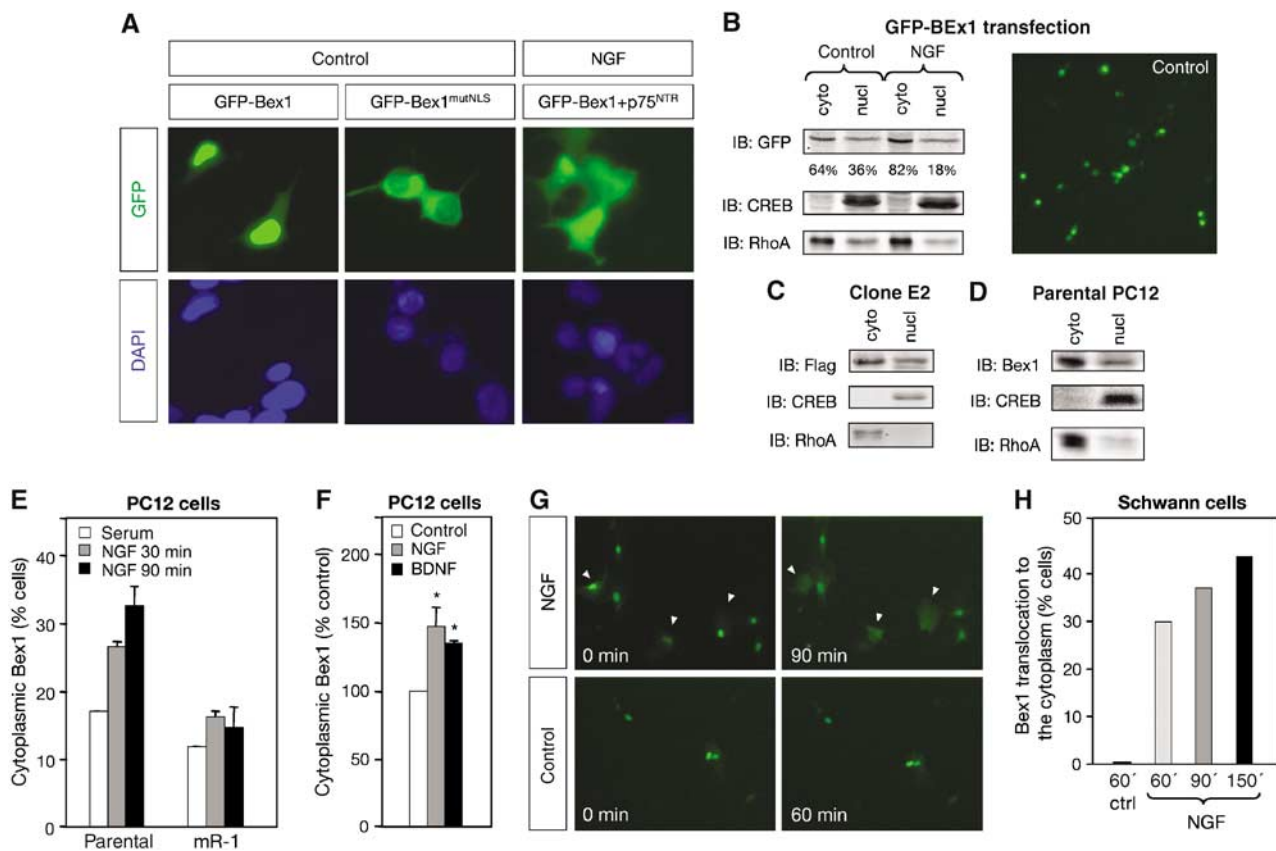 A
Control
NGF
GFP-Bex1
GFP-Bex1mutNLS
GFP-Bex1+p75NTR
GFP
DAPI
B
GFP-BEx1 transfection
Control
NGF
cyto
nucl
cyto
nucl
IB: GFP
64% 36% 82% 18%
IB: CREB
IB: RhoA
Control
C
Clone E2
cyto
nucl
IB: Flag
IB: CREB
IB: RhoA
D
Parental PC12
cyto
nucl
IB: Bex1
IB: CREB
IB: RhoA
E
PC12 cells
Serum
NGF 30 min
NGF 90 min
Cytoplasmic Bex1 (% cells)
40
30
20
10
0
Parental
mR-1
F
PC12 cells
Control
NGF
BDNF
Cytoplasmic Bex1 (% control)
200
150
100
50
0
*
*
G
NGF
0 min
90 min
Control
0 min
60 min
H
Schwann cells
Bex1 translocation to
the cytoplasm (% cells)
50
40
30
20
10
0
60´ 60´ 90´ 150´
ctrl
NGF